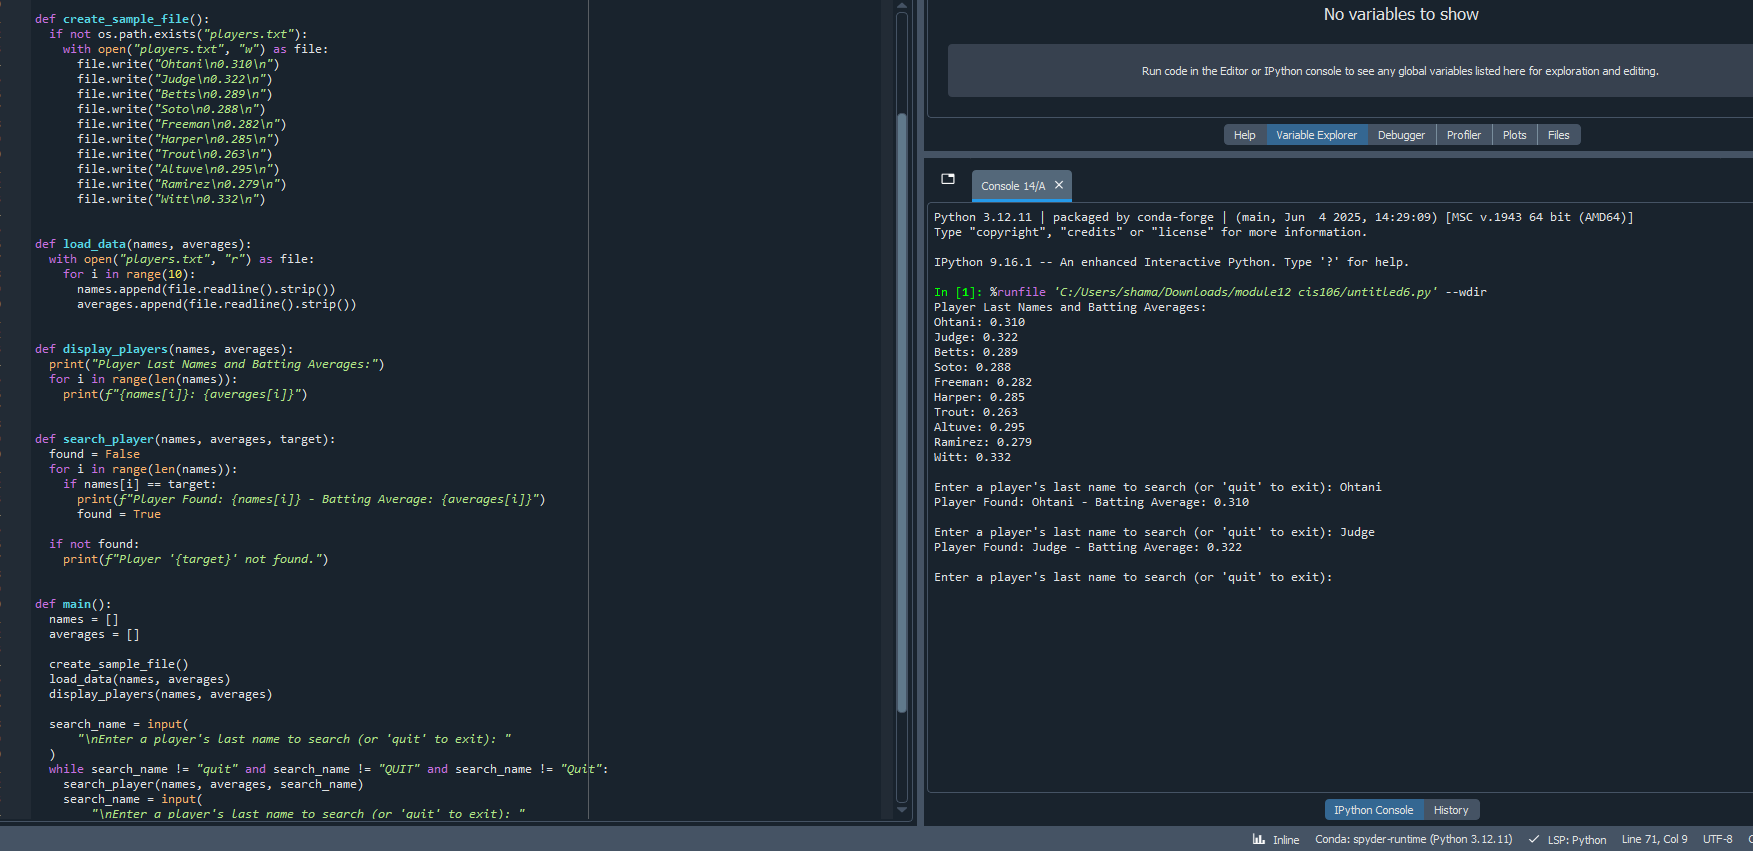 def create_sample_file():
  if not os.path.exists("players.txt"):
    with open("players.txt", "w") as file:
      file.write("Ohtani\n0.310\n")
      file.write("Judge\n0.322\n")
      file.write("Betts\n0.289\n")
      file.write("Soto\n0.288\n")
      file.write("Freeman\n0.282\n")
      file.write("Harper\n0.285\n")
      file.write("Trout\n0.263\n")
      file.write("Altuve\n0.295\n")
      file.write("Ramirez\n0.279\n")
      file.write("Witt\n0.332\n")
def load_data(names, averages):
  with open("players.txt", "r") as file:
    for i in range(10):
      names.append(file.readline().strip())
      averages.append(file.readline().strip())
def display_players(names, averages):
  print("Player Last Names and Batting Averages:")
  for i in range(len(names)):
    print(f"{names[i]}: {averages[i]}")
def search_player(names, averages, target):
  found = False
  for i in range(len(names)):
    if names[i] == target:
      print(f"Player Found: {names[i]} - Batting Average: {averages[i]}")
      found = True
  if not found:
    print(f"Player '{target}' not found.")
def main():
  names = []
  averages = []
  create_sample_file()
  load_data(names, averages)
  display_players(names, averages)
  search_name = input(
      "\nEnter a player's last name to search (or 'quit' to exit): "
  )
  while search_name != "quit" and search_name != "QUIT" and search_name != "Quit":
    search_player(names, averages, search_name)
    search_name = input(
        "\nEnter a player's last name to search (or 'quit' to exit): "
No variables to show
Run code in the Editor or IPython console to see any global variables listed here for exploration and editing.
Help Variable Explorer Debugger Profiler Plots Files
Console 14/A
Python 3.12.11 | packaged by conda-forge | (main, Jun  4 2025, 14:29:09) [MSC v.1943 64 bit (AMD64)]
Type "copyright", "credits" or "license" for more information.
IPython 9.16.1 -- An enhanced Interactive Python. Type '?' for help.
In [1]: %runfile 'C:/Users/shama/Downloads/module12 cis106/untitled6.py' --wdir
Player Last Names and Batting Averages:
Ohtani: 0.310
Judge: 0.322
Betts: 0.289
Soto: 0.288
Freeman: 0.282
Harper: 0.285
Trout: 0.263
Altuve: 0.295
Ramirez: 0.279
Witt: 0.332
Enter a player's last name to search (or 'quit' to exit): Ohtani
Player Found: Ohtani - Batting Average: 0.310
Enter a player's last name to search (or 'quit' to exit): Judge
Player Found: Judge - Batting Average: 0.322
Enter a player's last name to search (or 'quit' to exit):
IPython Console History
Inline Conda: spyder-runtime (Python 3.12.11) LSP: Python Line 71, Col 9 UTF-8